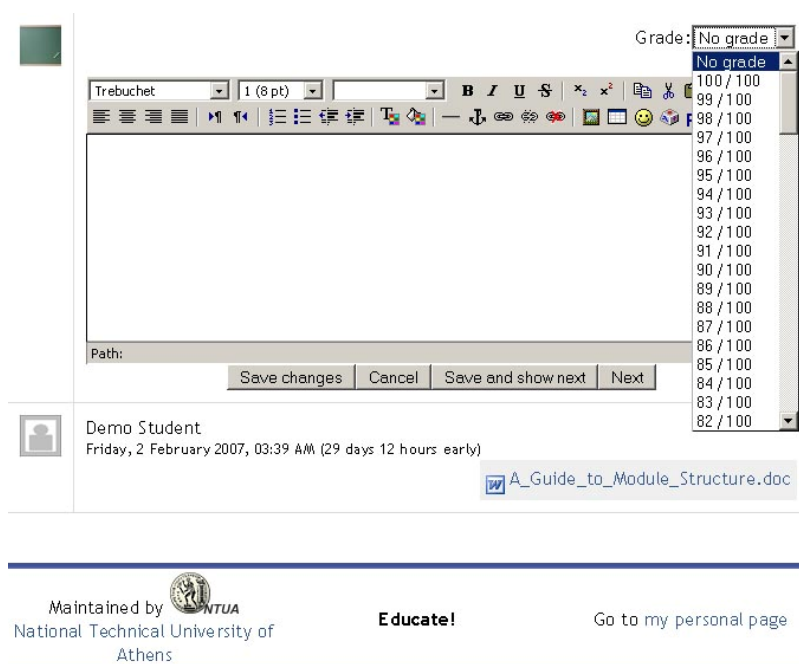 Grade: No grade
No grade
100 / 100
99 / 100
98 / 100
97 / 100
96 / 100
95 / 100
94 / 100
93 / 100
92 / 100
91 / 100
90 / 100
89 / 100
88 / 100
87 / 100
86 / 100
85 / 100
84 / 100
83 / 100
82 / 100
Trebuchet 1 (8 pt) B I U S x₂ x²
Path:
Save changes Cancel Save and show next Next
Demo Student
Friday, 2 February 2007, 03:39 AM (29 days 12 hours early)
A_Guide_to_Module_Structure.doc
Maintained by NTUA
National Technical University of
Athens
Educate!
Go to my personal page